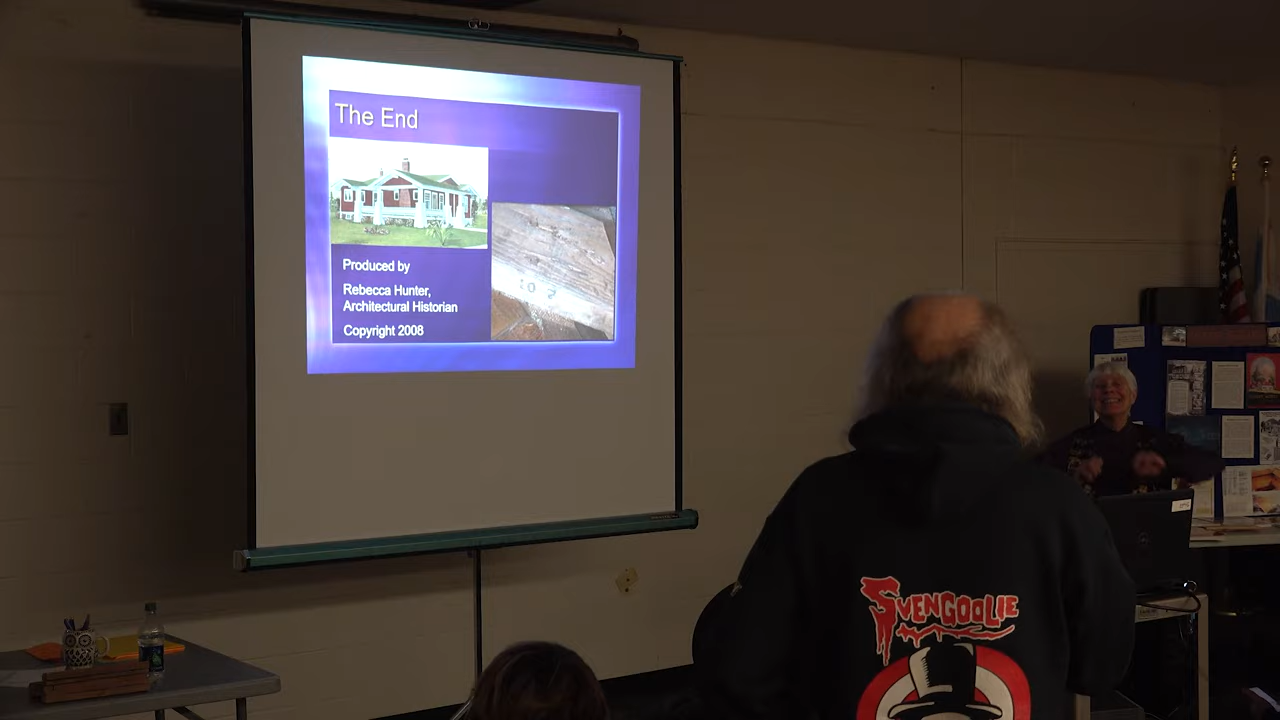 The End
Produced by
Rebecca Hunter,
Architectural Historian
Copyright 2008
SVENGOOLIE